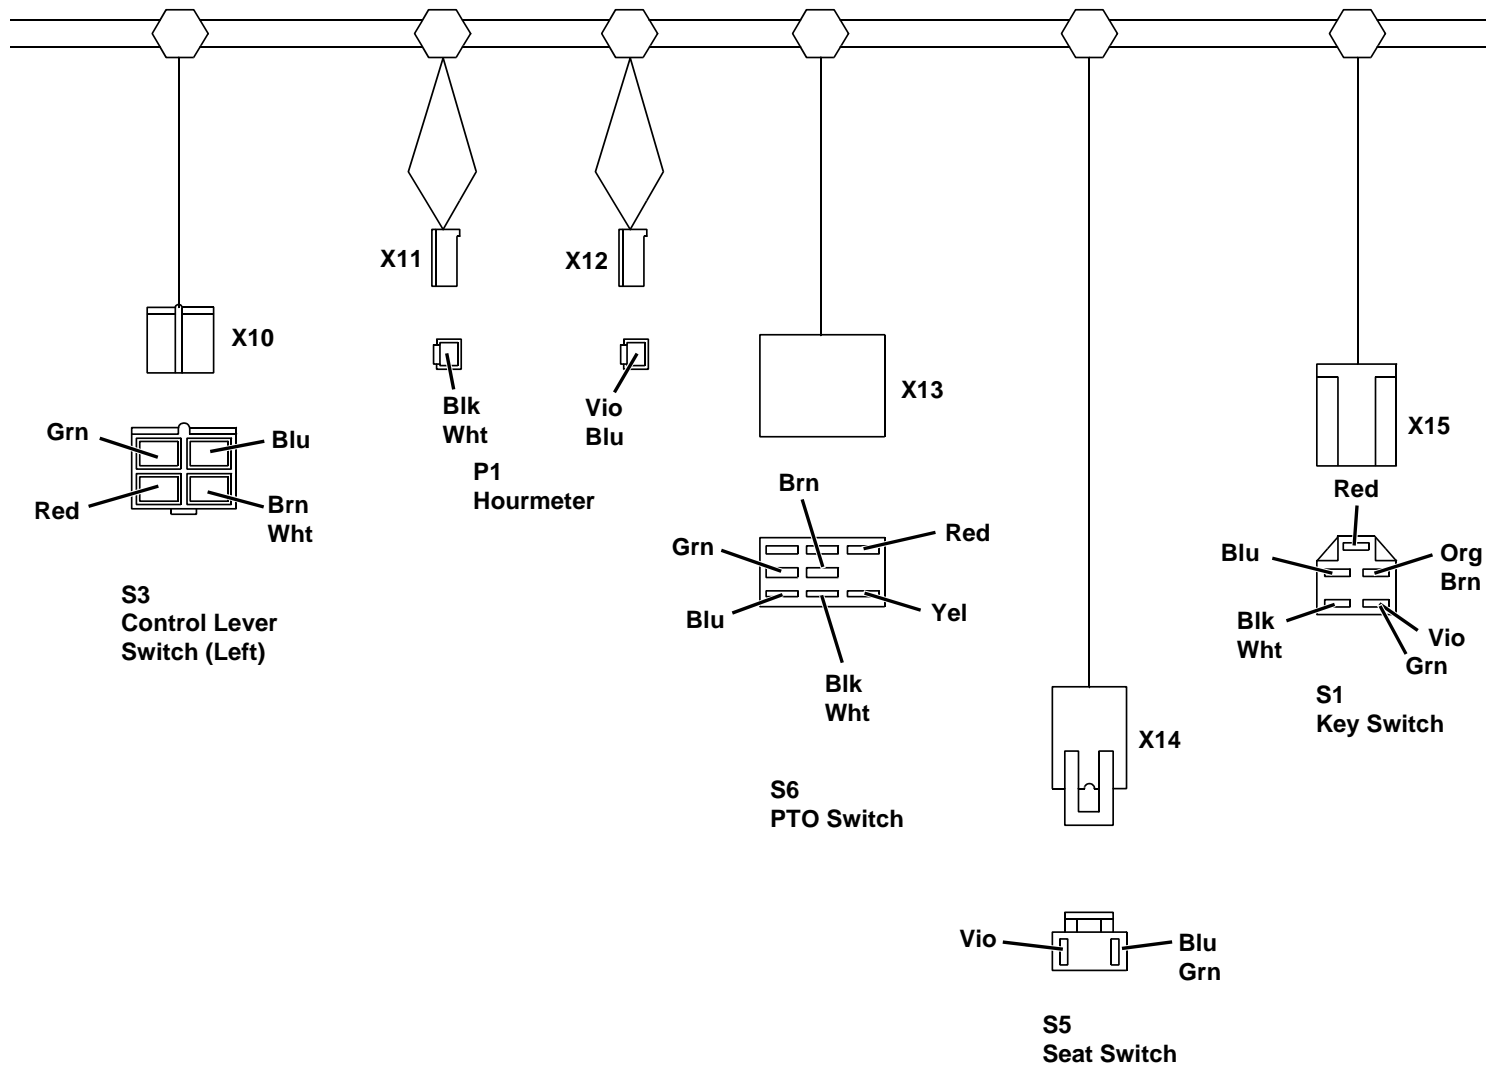 X11
X12
X10
Blk
Wht
Vio
Blu
X13
X15
Grn
Blu
Red
Brn
Wht
P1
Hourmeter
Brn
Red
Grn
Red
Blu
Org
Brn
Blu
Yel
Blk
Wht
Vio
Grn
S3
Control Lever
Switch (Left)
Blk
Wht
S1
Key Switch
X14
S6
PTO Switch
Vio
Blu
Grn
S5
Seat Switch